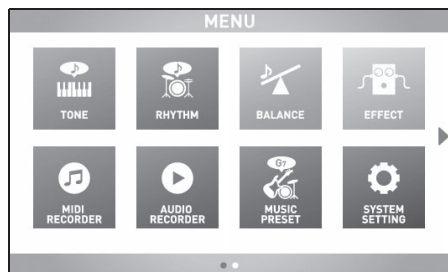 MENU
TONE
RHYTHM
BALANCE
EFFECT
MIDI
RECORDER
AUDIO
RECORDER
G7
MUSIC
PRESET
SYSTEM
SETTING